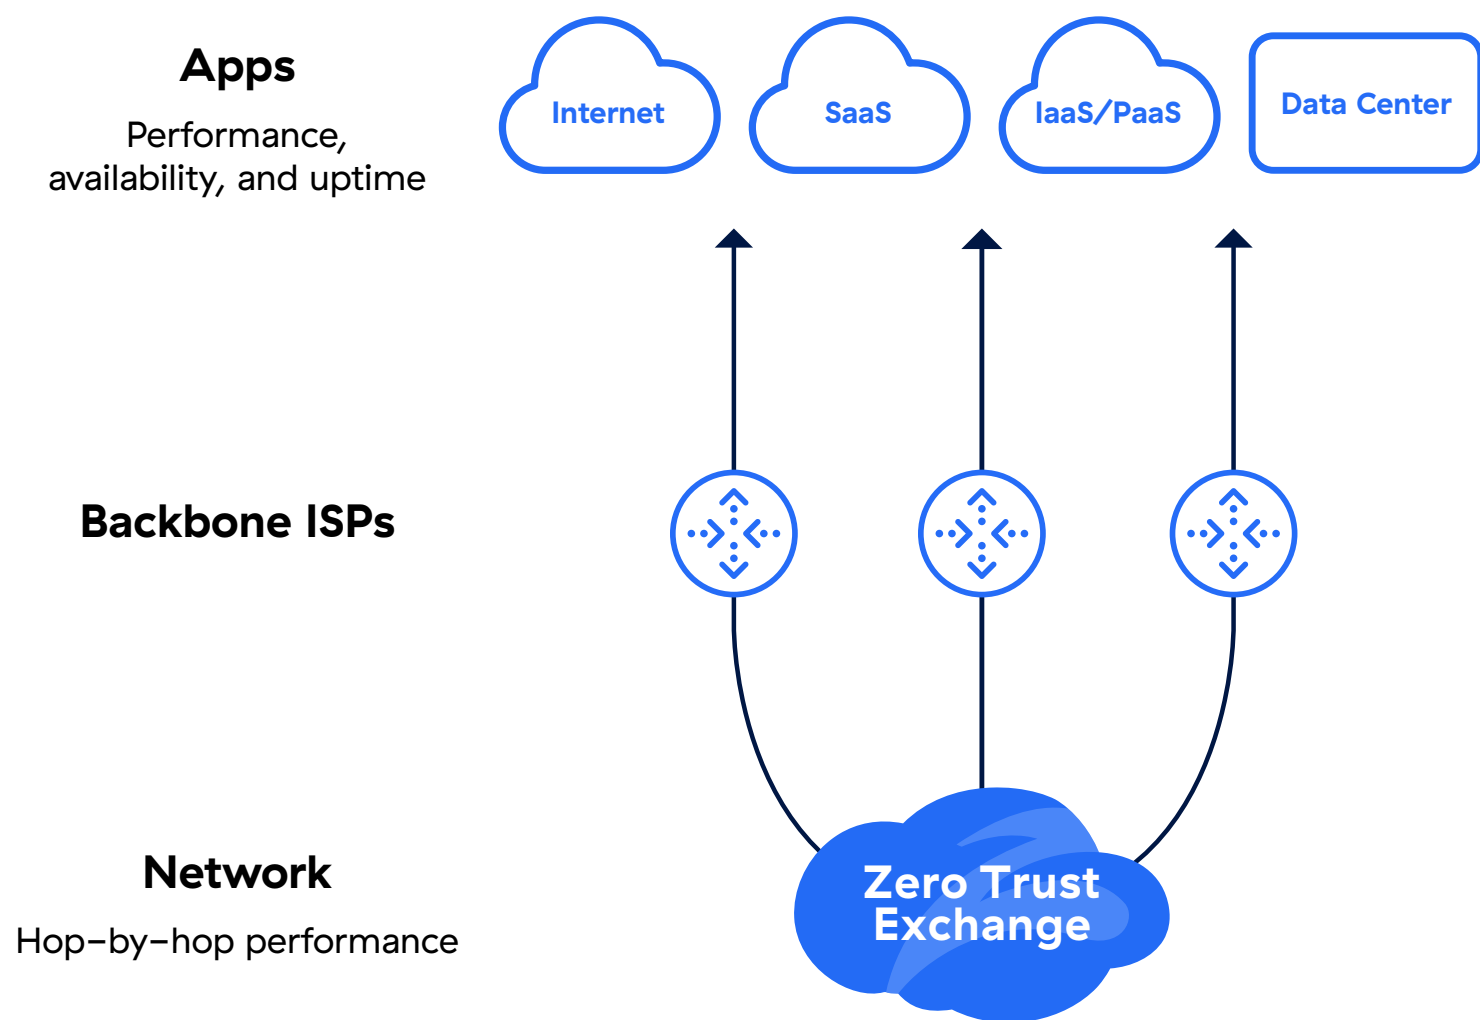 Apps
Performance,
availability, and uptime
Internet
SaaS
IaaS/PaaS
Data Center
Backbone ISPs
Network
Hop-by-hop performance
Zero Trust
Exchange